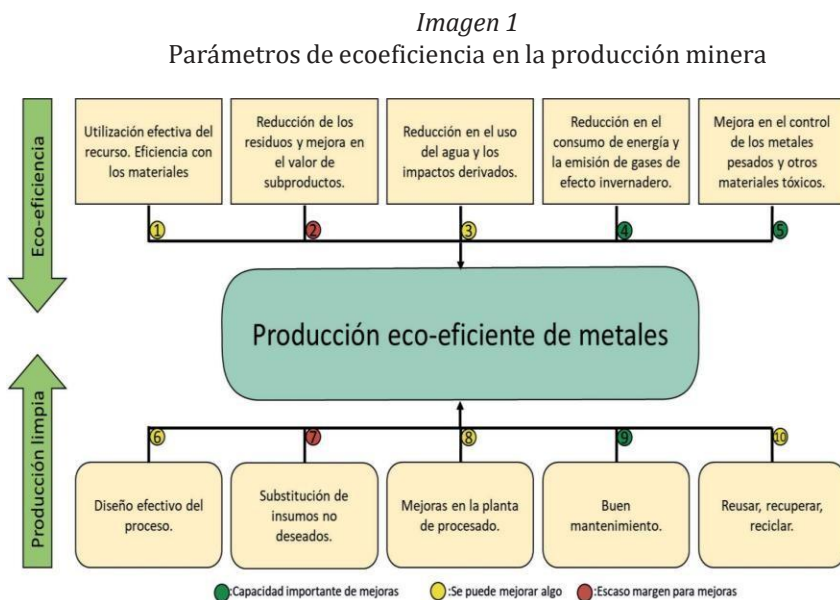 Imagen 1
Parámetros de ecoeficiencia en la producción minera
Eco-eficiencia
Utilización efectiva del
recurso. Eficiencia con
los materiales
Reducción de los
residuos y mejora en
el valor de
subproductos.
Reducción en el uso
del agua y los
impactos derivados.
Reducción en el
consumo de energía y
la emisión de gases de
efecto invernadero.
Mejora en el control
de los metales
pesados y otros
materiales tóxicos.
1
2
3
4
5
Producción eco-eficiente de metales
Producción limpia
6
7
8
9
10
Diseño efectivo del
proceso.
Substitución de
insumos no
deseados.
Mejoras en la planta
de procesado.
Buen
mantenimiento.
Reusar, recuperar,
reciclar.
:Capacidad importante de mejoras
:Se puede mejorar algo
:Escaso margen para mejoras